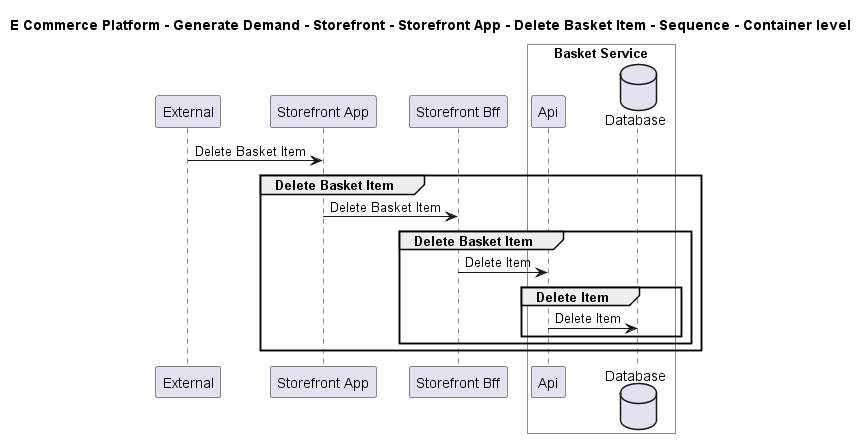 E Commerce Platform - Generate Demand - Storefront - Storefront App - Delete Basket Item - Sequence - Container level
Basket Service
External
Storefront App
Storefront Bff
Api
Database
Delete Basket Item
Delete Basket Item
Delete Basket Item
Delete Basket Item
Delete Item
Delete Item
Delete Item
External
Storefront App
Storefront Bff
Api
Database